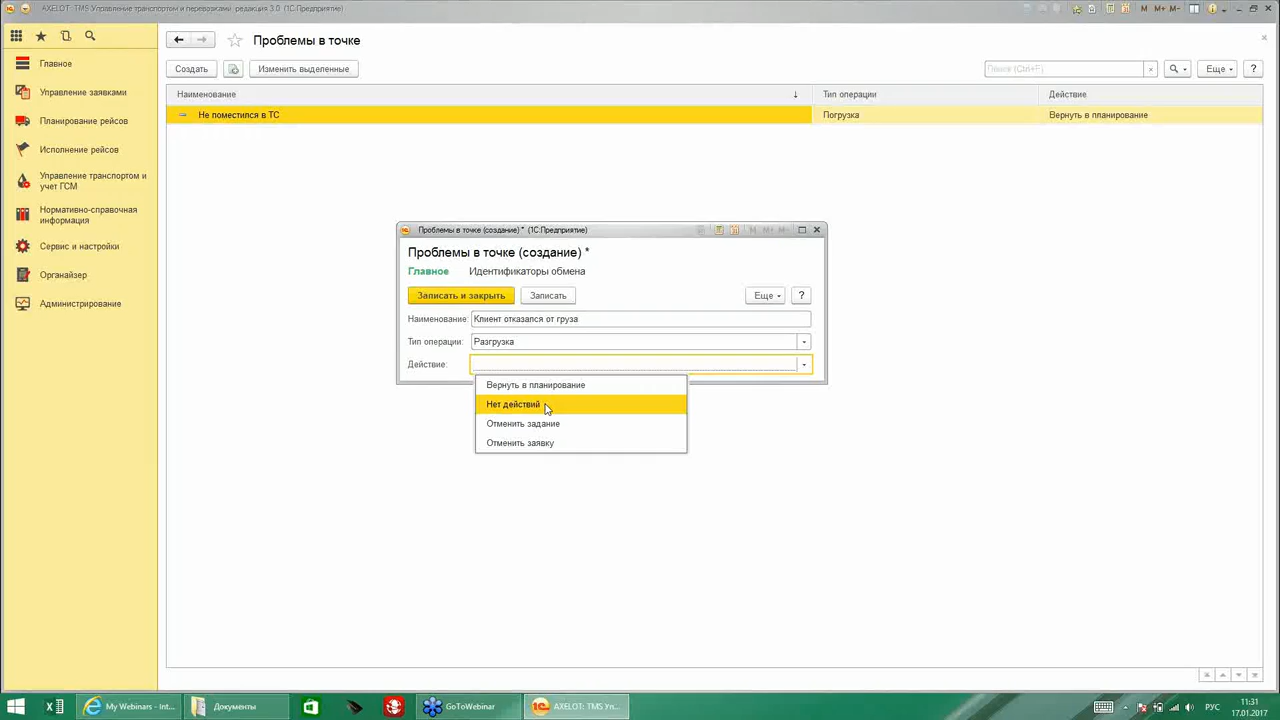 AXELOT: TMS Управление транспортом и перевозками, редакция 3.0 (1С:Предприятие)
M M+ M-
Проблемы в точке
Создать
Изменить выделенные
Поиск (Ctrl+F)
Еще
?
Главное
Управление заявками
Планирование рейсов
Исполнение рейсов
Управление транспортом и
учет ГСМ
Нормативно-справочная
информация
Сервис и настройки
Органайзер
Администрирование
Наименование
Тип операции
Действие
Не поместился в ТС
Погрузка
Вернуть в планирование
Проблемы в точке (создание) * (1С:Предприятие)
M M+ M-
Проблемы в точке (создание) *
Главное
Идентификаторы обмена
Записать и закрыть
Записать
Еще
?
Наименование:
Клиент отказался от груза
Тип операции:
Разгрузка
Действие:
Вернуть в планирование
Нет действий
Отменить задание
Отменить заявку
My Webinars - Int...
Документы
GoToWebinar
AXELOT: TMS Уп...
РУС
11:31
17.01.2017